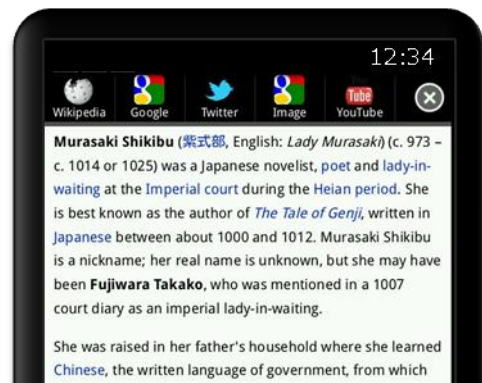 12:34
Wikipedia Google Twitter Image YouTube
Tube
Murasaki Shikibu (紫式部, English: Lady Murasaki) (c. 973 –
c. 1014 or 1025) was a Japanese novelist, poet and lady-in-
waiting at the Imperial court during the Heian period. She
is best known as the author of The Tale of Genji, written in
Japanese between about 1000 and 1012. Murasaki Shikibu
is a nickname; her real name is unknown, but she may have
been Fujiwara Takako, who was mentioned in a 1007
court diary as an imperial lady-in-waiting.
She was raised in her father's household where she learned
Chinese, the written language of government, from which